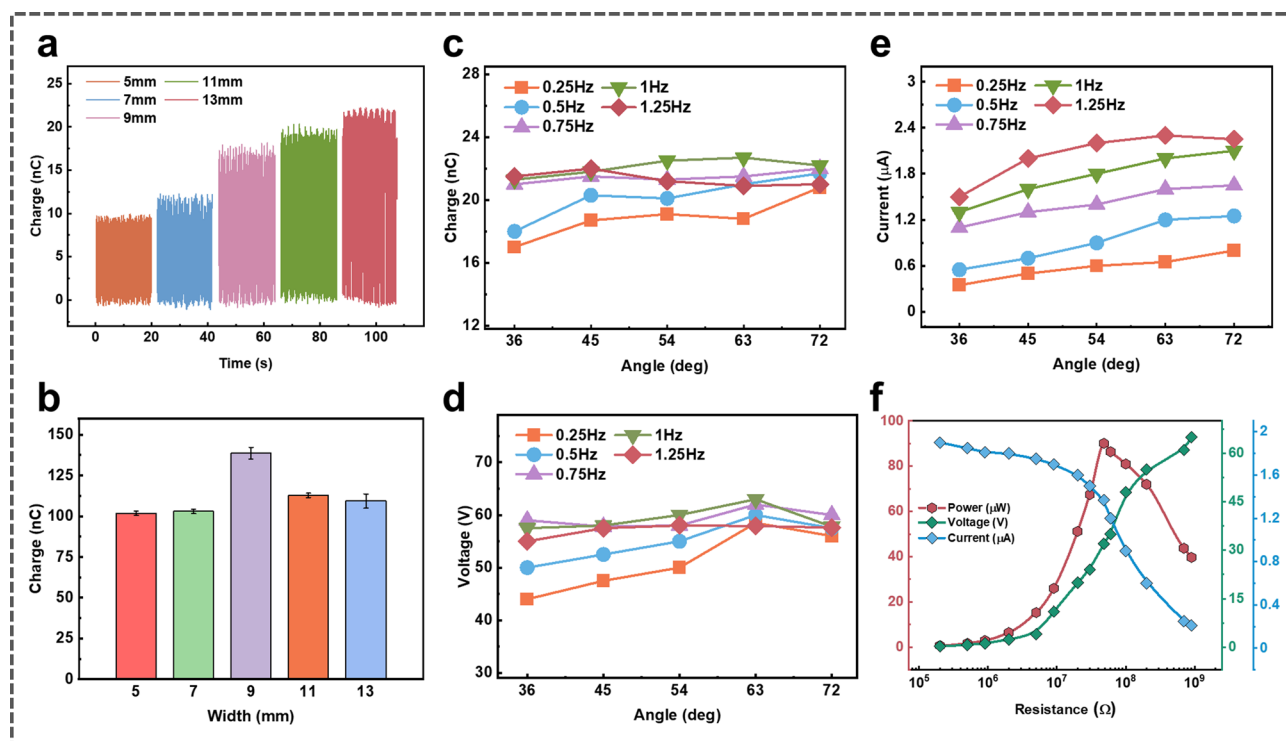 a
25
20
15
10
5
0
Charge (nC)
5mm
11mm
7mm
13mm
9mm
0
20
40
60
80
100
Time (s)
c
28
24
20
16
12
Charge (nC)
0.25Hz
1Hz
0.5Hz
1.25Hz
0.75Hz
36
45
54
63
72
Angle (deg)
e
3
2.4
1.8
1.2
0.6
0
Current (μA)
0.25Hz
1Hz
0.5Hz
1.25Hz
0.75Hz
36
45
54
63
72
Angle (deg)
b
150
125
100
75
50
25
0
Charge (nC)
5
7
9
11
13
Width (mm)
d
70
60
50
40
30
Voltage (V)
0.25Hz
1Hz
0.5Hz
1.25Hz
0.75Hz
36
45
54
63
72
Angle (deg)
f
100
80
60
40
20
0
Power (μW)
Voltage (V)
Current (μA)
60
45
30
15
0
2
1.6
1.2
0.8
0.4
0
10⁵
10⁶
10⁷
10⁸
10⁹
Resistance (Ω)